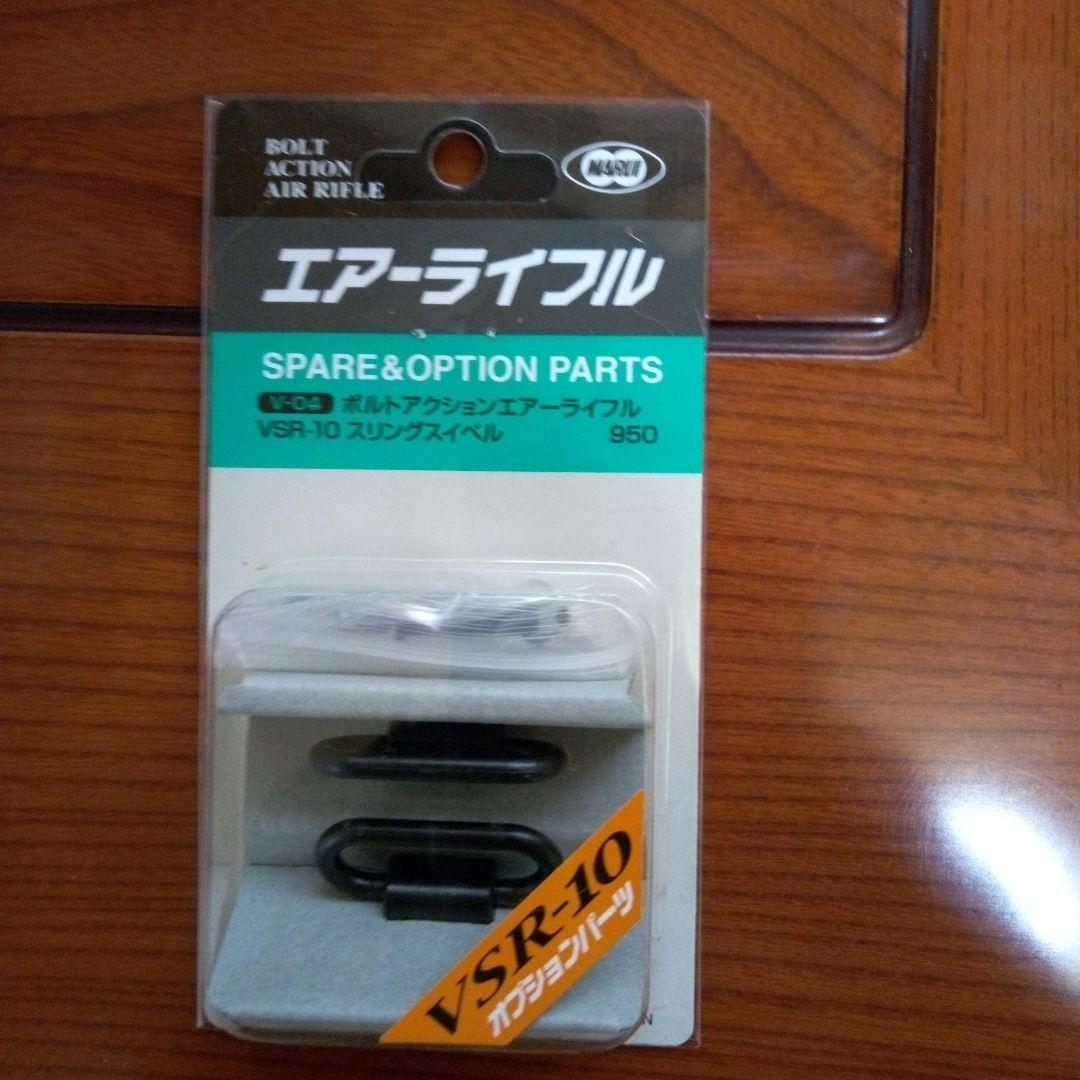 BOLT
ACTION
AIR RIFLE
MARUI
エアーライフル
SPARE&OPTION PARTS
V-04 ボルトアクションエアーライフル
VSR-10 スリングスイベル 950
VSR-10
オプションパーツ